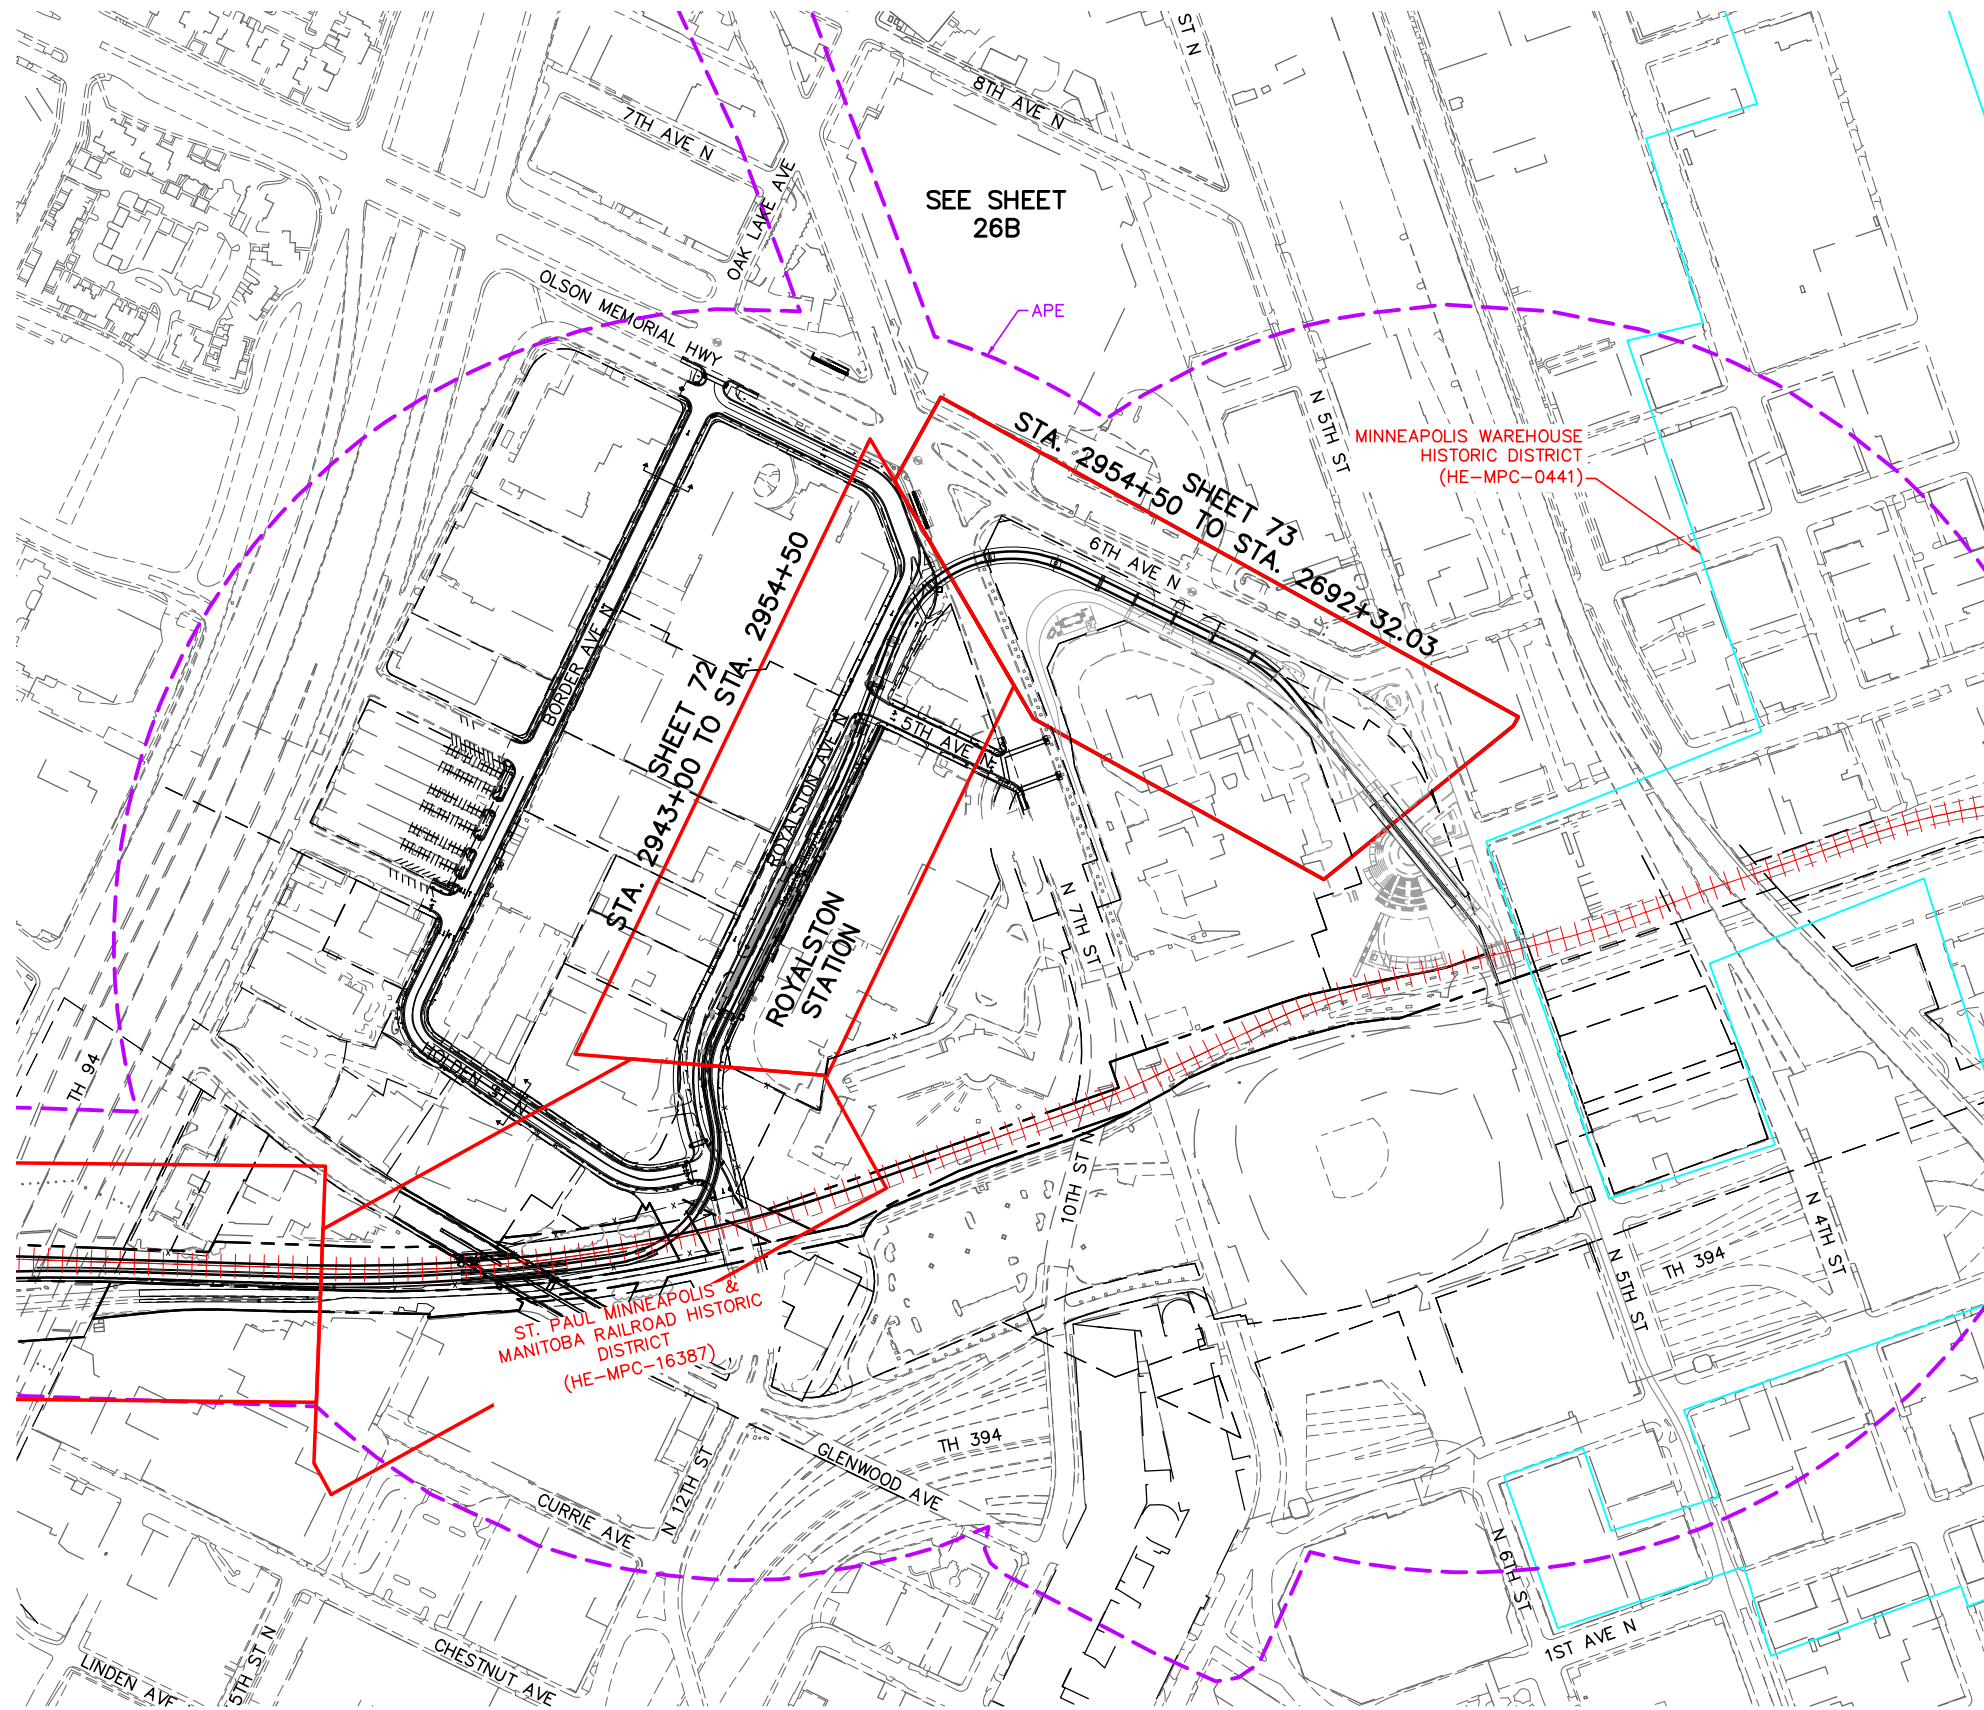 ST N
8TH AVE N
7TH AVE N
OAK LAKE AVE
SEE SHEET
26B
OLSON MEMORIAL HWY
APE
N 5TH ST
MINNEAPOLIS WAREHOUSE
HISTORIC DISTRICT
(HE-MPC-0441)
SHEET 73
STA. 2954+50 TO STA. 2692+32.03
6TH AVE N
BORDER AVE N
SHEET 72
STA. 2943+00 TO STA. 2954+50
ROYALSTON AVE N
5TH AVE N
ROYALSTON
STATION
N 7TH ST
TH 94
HOLDEN ST N
10TH ST N
N 4TH ST
TH 394
N 5TH ST
ST. PAUL MINNEAPOLIS &
MANITOBA RAILROAD HISTORIC
DISTRICT
(HE-MPC-16387)
TH 394
GLENWOOD AVE
N 12TH ST
CURRIE AVE
N 6TH ST
1ST AVE N
CHESTNUT AVE
LINDEN AVE
5TH ST N